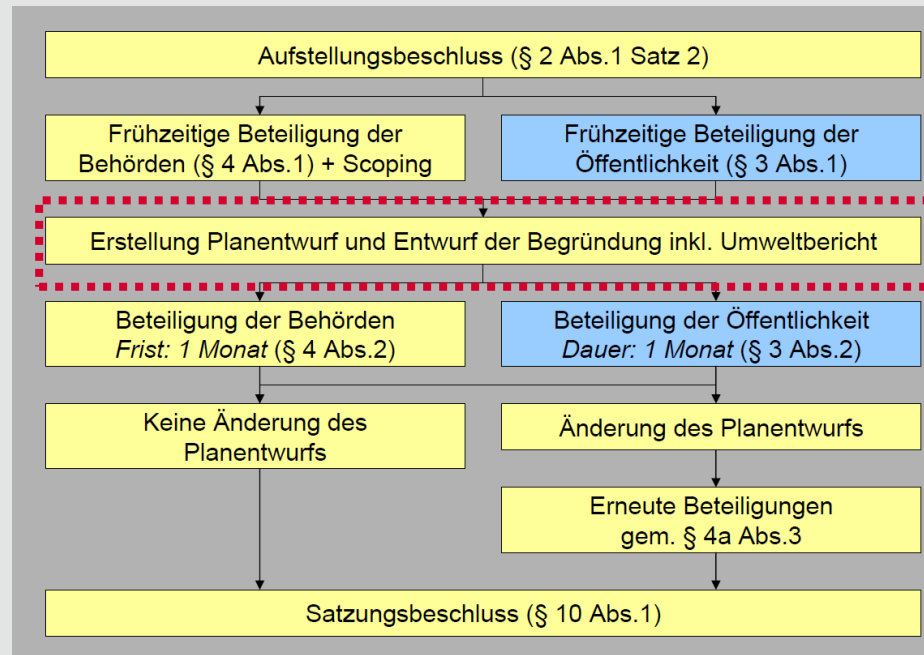 Aufstellungsbeschluss (§ 2 Abs.1 Satz 2)
Frühzeitige Beteiligung der
Behörden (§ 4 Abs.1) + Scoping
Frühzeitige Beteiligung der
Öffentlichkeit (§ 3 Abs.1)
Erstellung Planentwurf und Entwurf der Begründung inkl. Umweltbericht
Beteiligung der Behörden
Frist: 1 Monat (§ 4 Abs.2)
Beteiligung der Öffentlichkeit
Dauer: 1 Monat (§ 3 Abs.2)
Keine Änderung des
Planentwurfs
Änderung des Planentwurfs
Erneute Beteiligungen
gem. § 4a Abs.3
Satzungsbeschluss (§ 10 Abs.1)